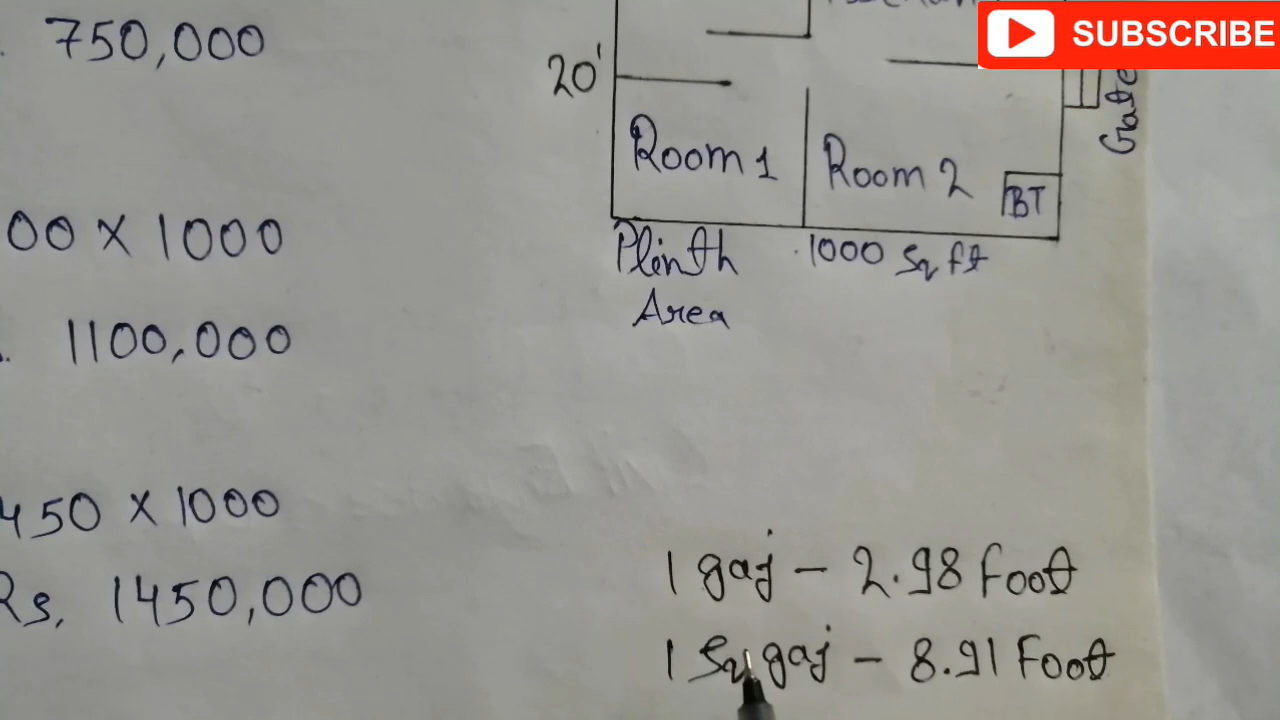 750,000
SUBSCRIBE
20'
Gate
Room 1
Room 2
BT
00 X 1000
Plinth 1000 Sq ft
Area
1100,000
450 X 1000
1 gaj - 2.98 Foot
Rs. 1450,000
1 Sq gaj - 8.91 Foot